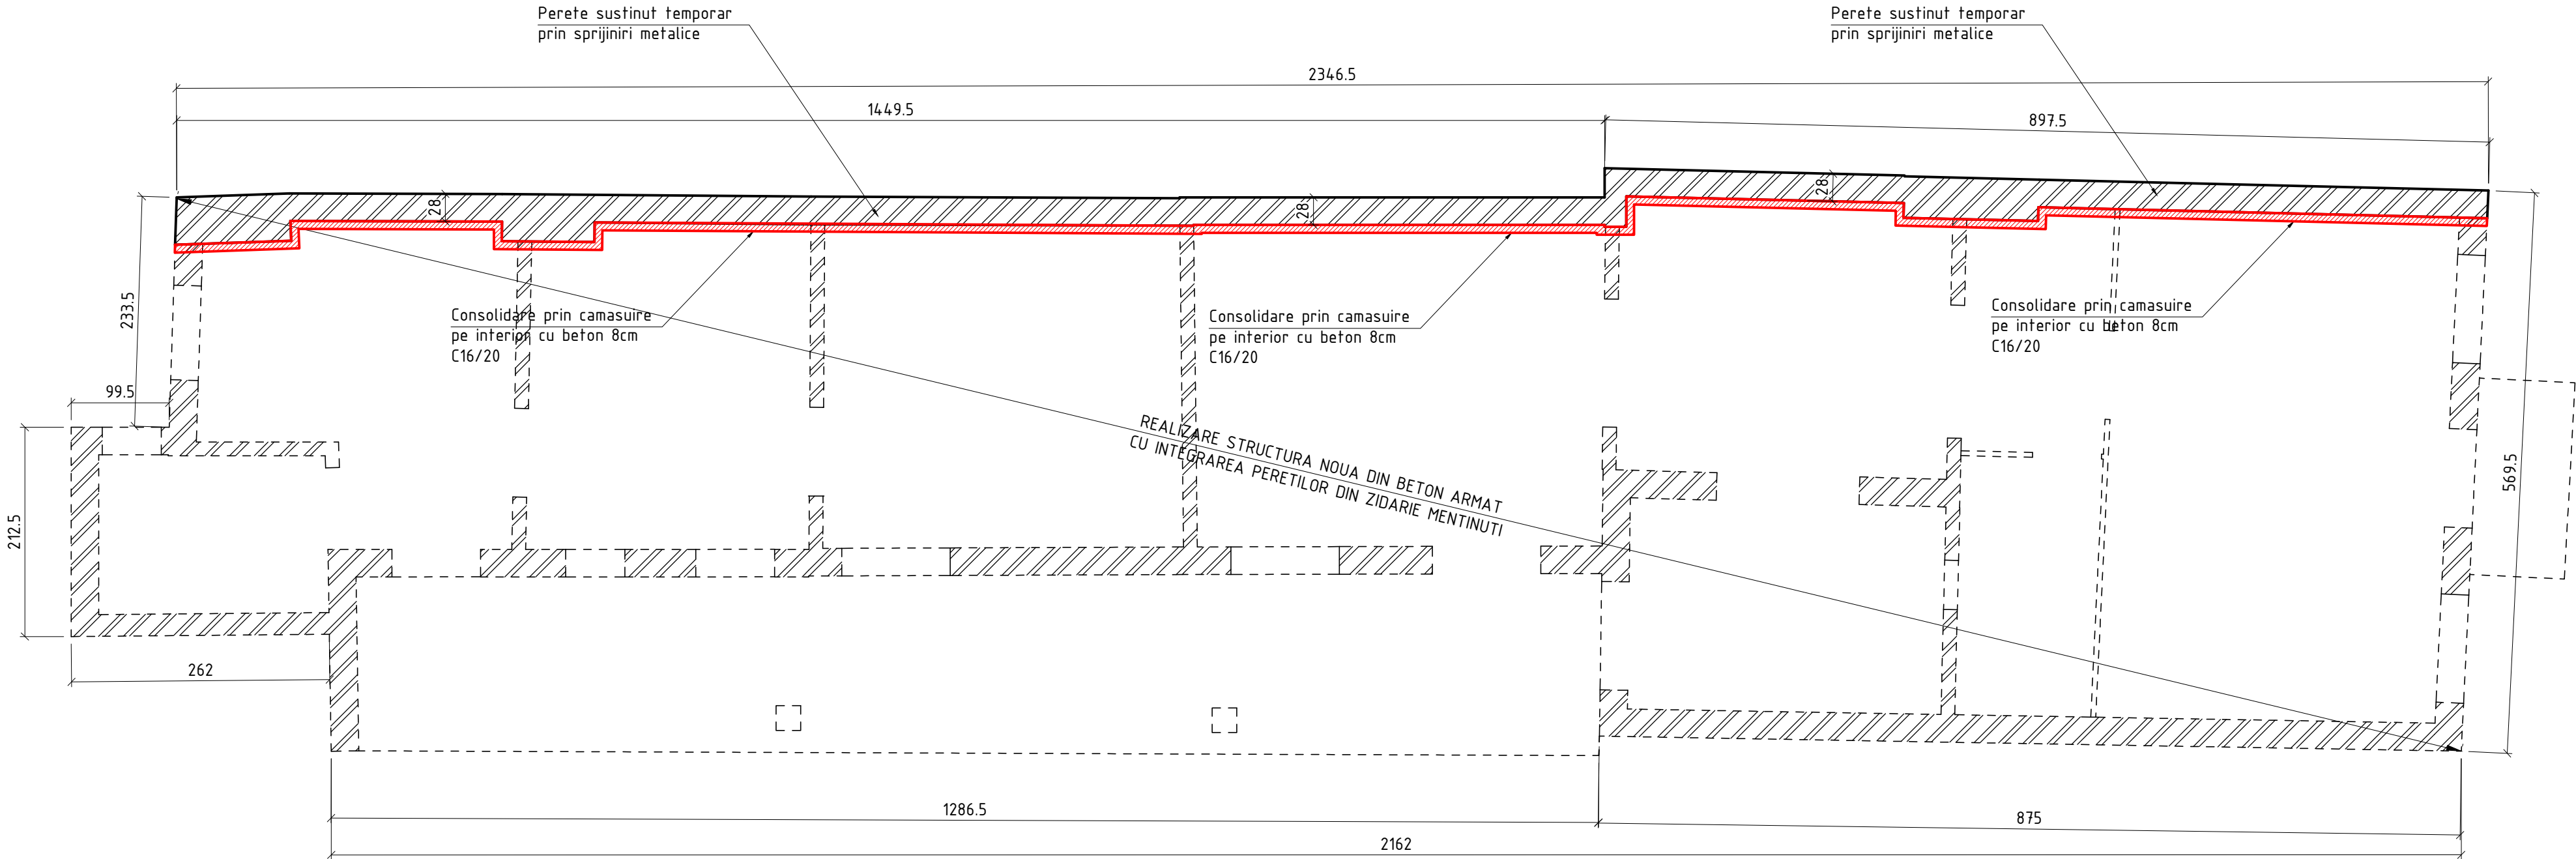 Perete sustinut temporar
prin sprijiniri metalice
Perete sustinut temporar
prin sprijiniri metalice
2346.5
1449.5
897.5
28
28
28
233.5
Consolidare prin camasuire
pe interior cu beton 8cm
C16/20
Consolidare prin camasuire
pe interior cu beton 8cm
C16/20
Consolidare prin camasuire
pe interior cu beton 8cm
C16/20
99.5
REALIZARE STRUCTURA NOUA DIN BETON ARMAT
CU INTEGRAREA PERETILOR DIN ZIDARIE MENTINUTI
569.5
212.5
262
1286.5
875
2162